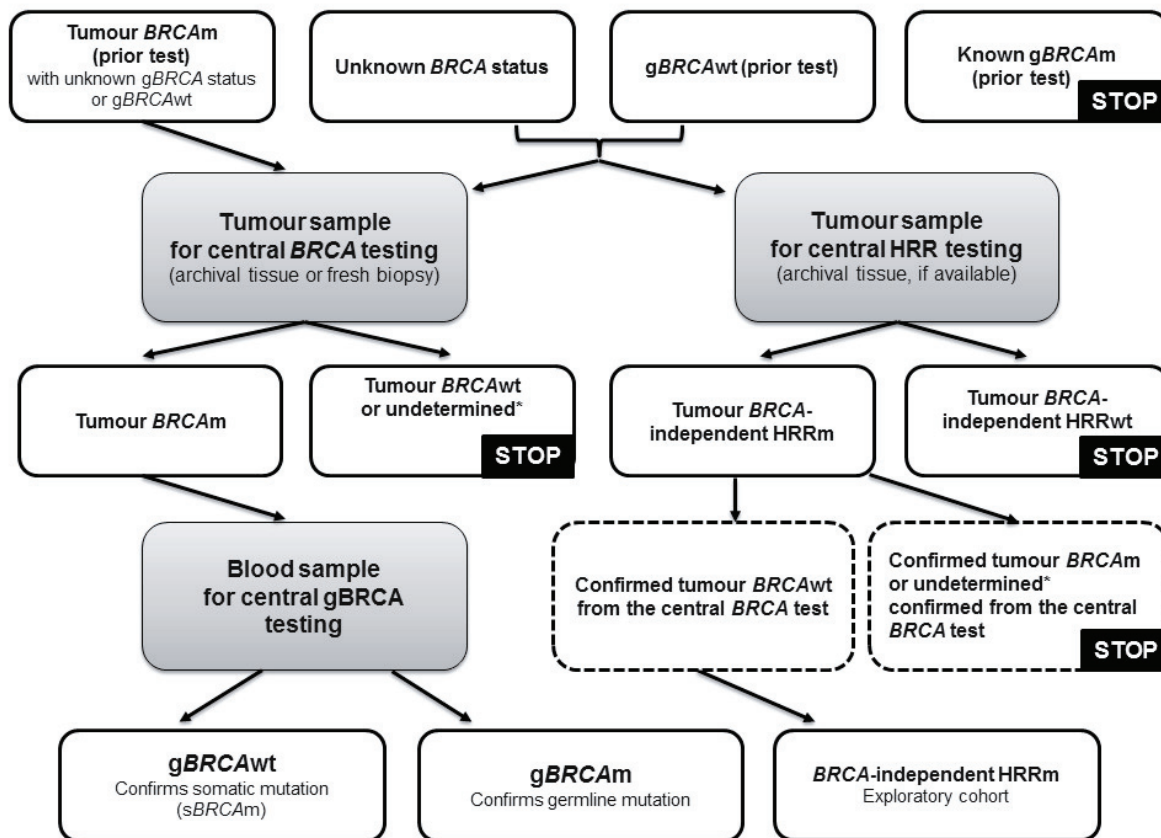 Tumour BRCAm
(prior test)
with unknown gBRCA status
or gBRCAwt
Unknown BRCA status
gBRCAwt (prior test)
Known gBRCAm
(prior test)
STOP
Tumour sample
for central BRCA testing
(archival tissue or fresh biopsy)
Tumour sample
for central HRR testing
(archival tissue, if available)
Tumour BRCAm
Tumour BRCAwt
or undetermined*
STOP
Tumour BRCA-
independent HRRm
Tumour BRCA-
independent HRRwt
STOP
Blood sample
for central gBRCA
testing
Confirmed tumour BRCAwt
from the central BRCA test
Confirmed tumour BRCAm
or undetermined*
confirmed from the central
BRCA test
STOP
gBRCAwt
Confirms somatic mutation
(sBRCAm)
gBRCAm
Confirms germline mutation
BRCA-independent HRRm
Exploratory cohort